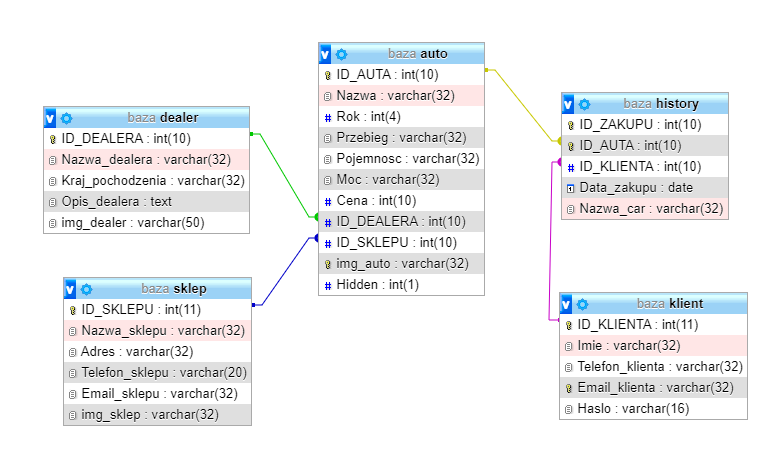 v baza dealer
ID_DEALERA : int(10)
Nazwa_dealera : varchar(32)
Kraj_pochodzenia : varchar(32)
Opis_dealera : text
img_dealer : varchar(50)
v baza sklep
ID_SKLEPU : int(11)
Nazwa_sklepu : varchar(32)
Adres : varchar(32)
Telefon_sklepu : varchar(20)
Email_sklepu : varchar(32)
img_sklep : varchar(32)
v baza auto
ID_AUTA : int(10)
Nazwa : varchar(32)
# Rok : int(4)
Przebieg : varchar(32)
Pojemnosc : varchar(32)
Moc : varchar(32)
# Cena : int(10)
# ID_DEALERA : int(10)
# ID_SKLEPU : int(10)
img_auto : varchar(32)
# Hidden : int(1)
v baza history
ID_ZAKUPU : int(10)
ID_AUTA : int(10)
# ID_KLIENTA : int(10)
Data_zakupu : date
Nazwa_car : varchar(32)
v baza klient
ID_KLIENTA : int(11)
Imie : varchar(32)
Telefon_klienta : varchar(32)
Email_klienta : varchar(32)
Haslo : varchar(16)